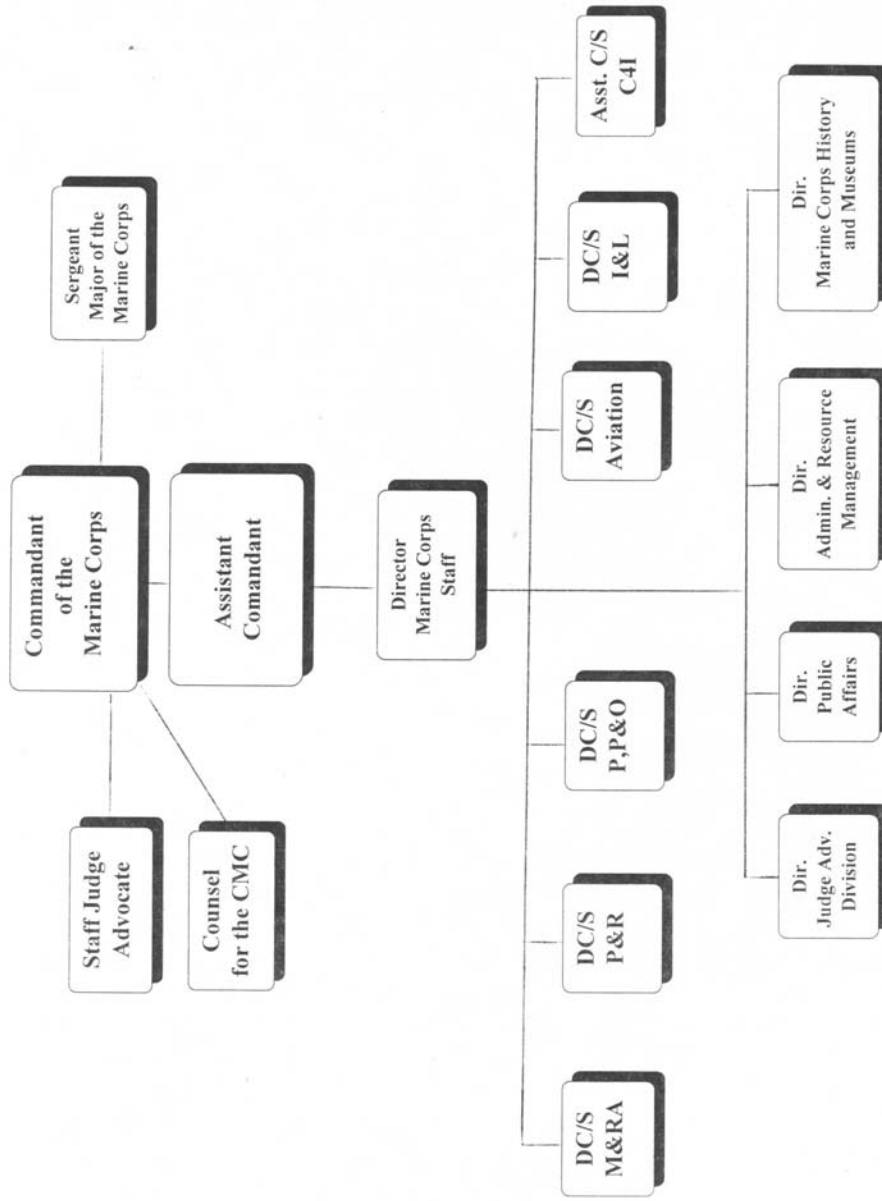 Commandant
of the
Marine Corps
Sergeant
Major of the
Marine Corps
Staff Judge
Advocate
Counsel
for the CMC
Assistant
Comandant
Director
Marine Corps
Staff
DC/S
M&RA
DC/S
P&R
DC/S
P,P&O
DC/S
Aviation
DC/S
I&L
Asst. C/S
C4I
Dir.
Judge Adv.
Division
Dir.
Public
Affairs
Dir.
Admin. & Resource
Management
Dir.
Marine Corps History
and Museums